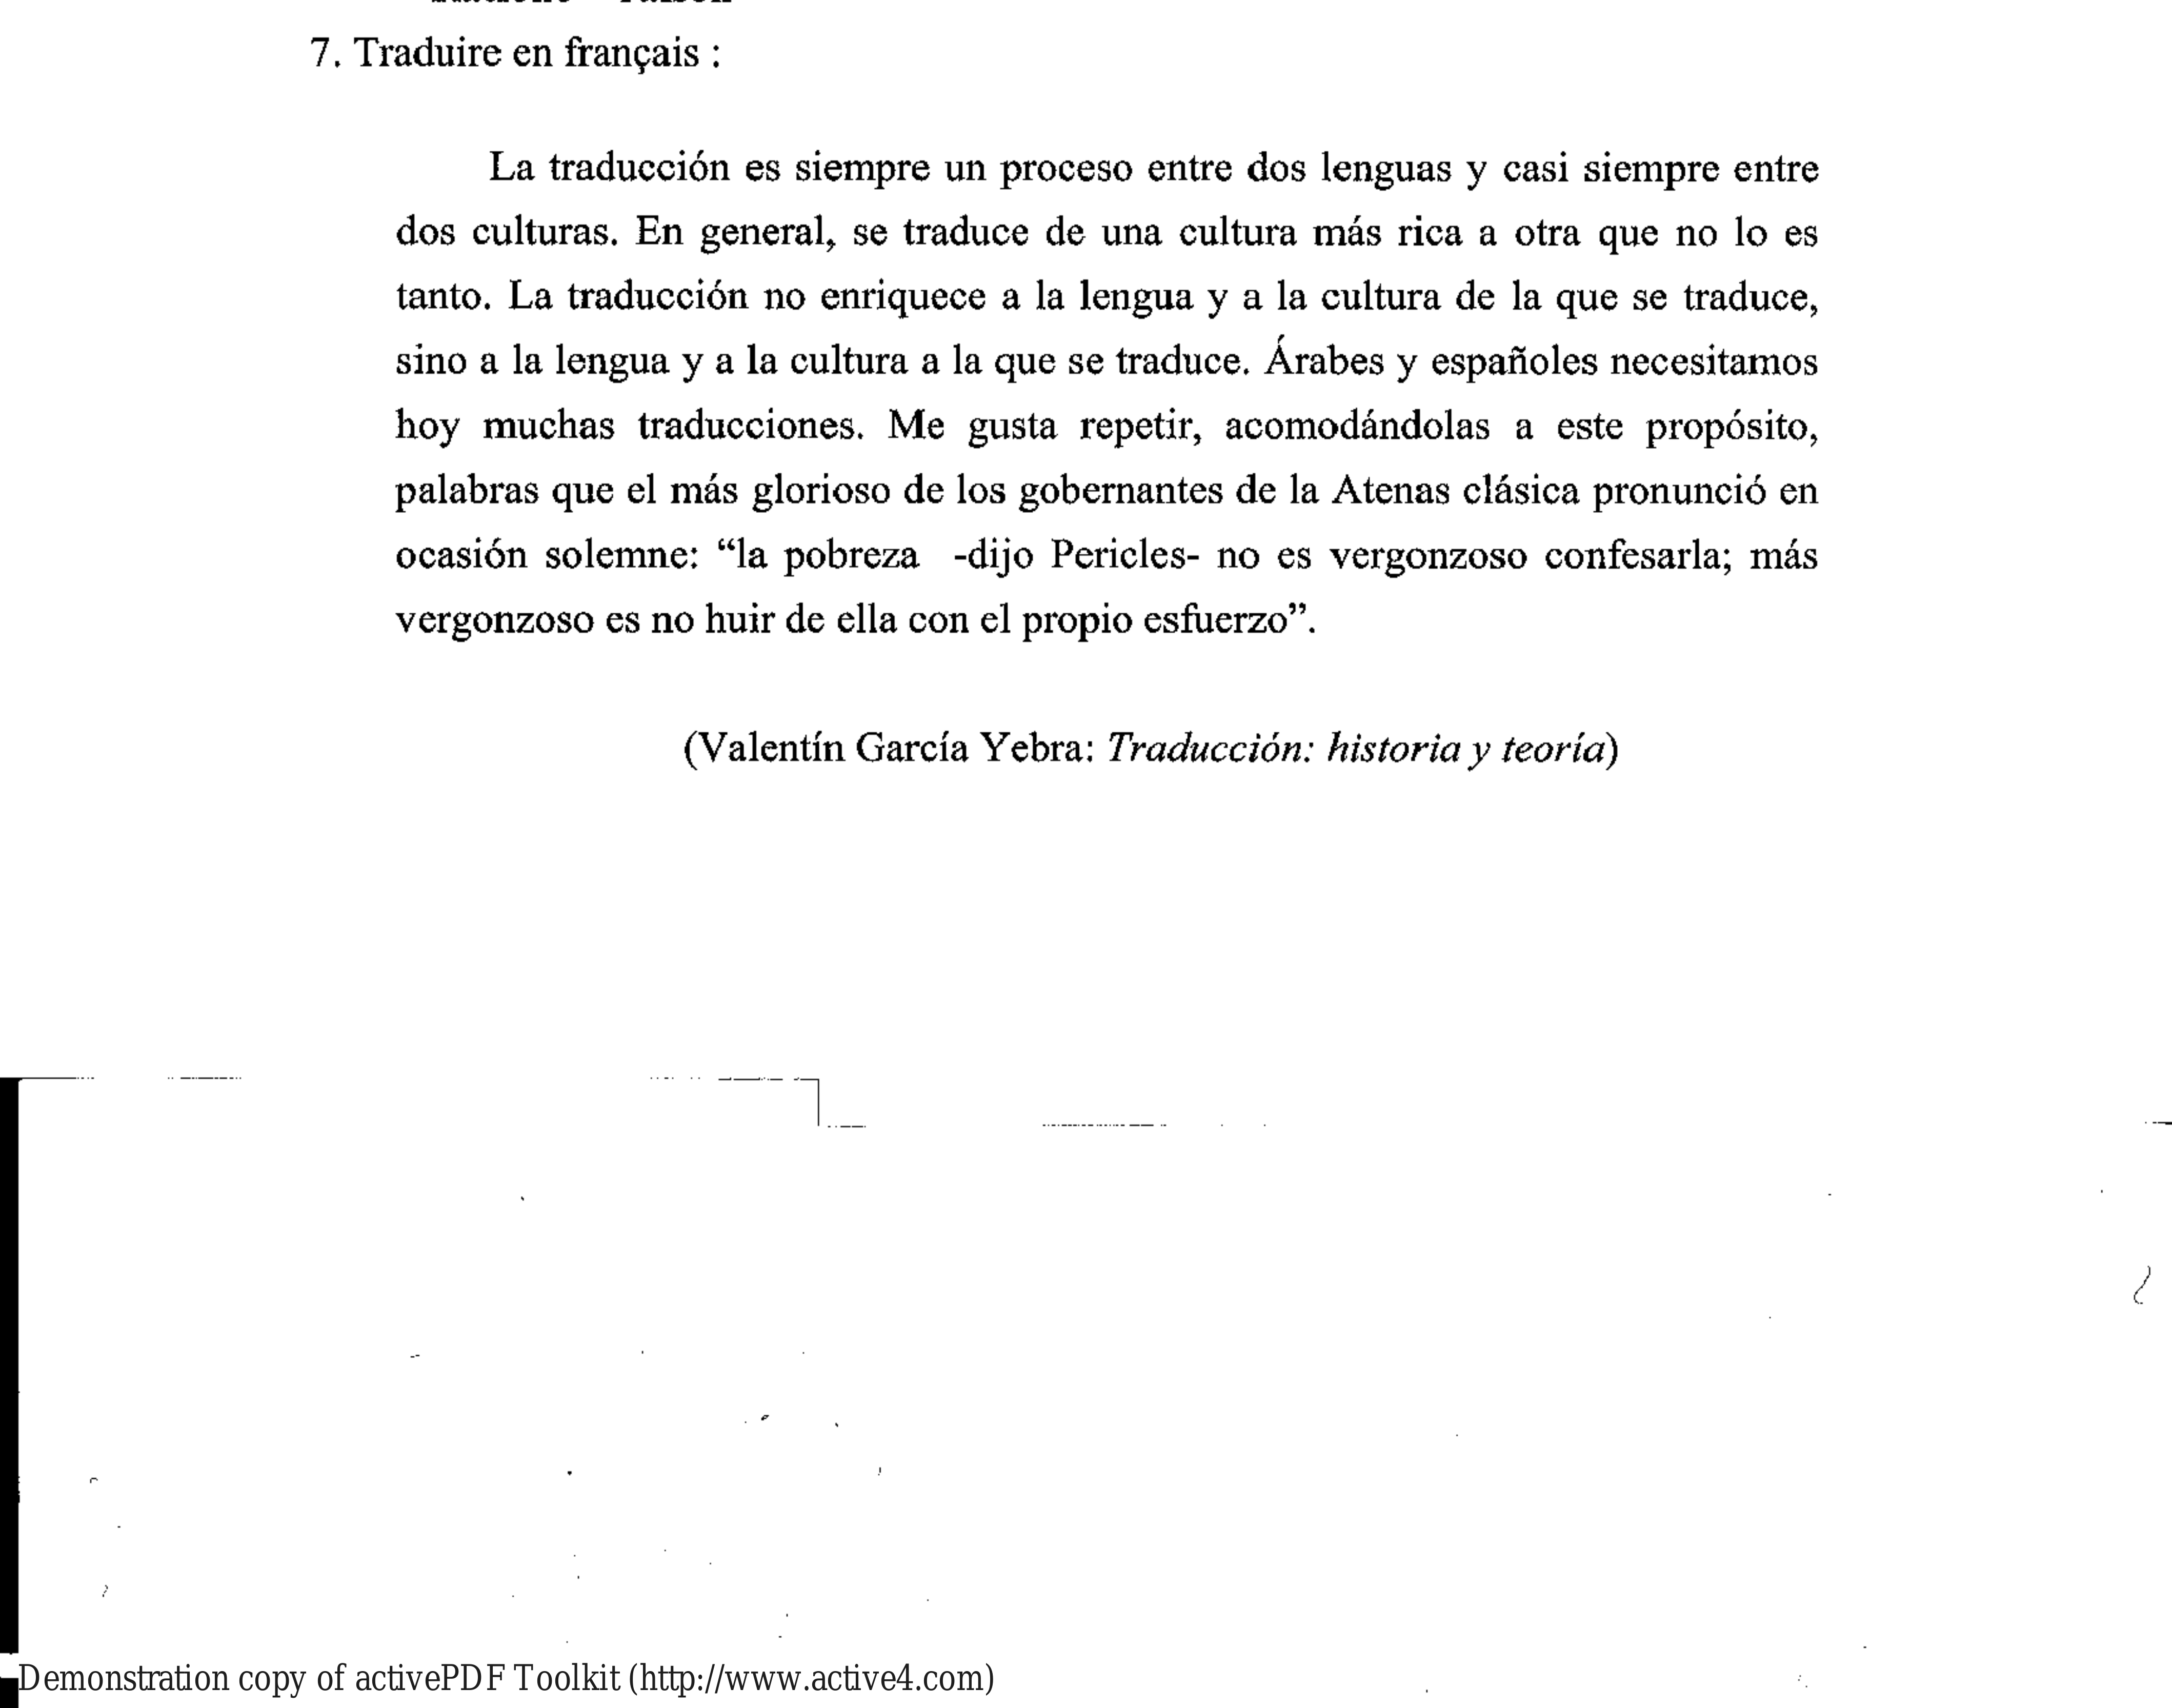 7. Traduire en français :
La traducción es siempre un proceso entre dos lenguas y casi siempre entre
dos culturas. En general, se traduce de una cultura más rica a otra que no lo es
tanto. La traducción no enriquece a la lengua y a la cultura de la que se traduce,
sino a la lengua y a la cultura a la que se traduce. Árabes y españoles necesitamos
hoy muchas traducciones. Me gusta repetir, acomodándolas a este propósito,
palabras que el más glorioso de los gobernantes de la Atenas clásica pronunció en
ocasión solemne: “la pobreza -dijo Pericles- no es vergonzoso confesarla; más
vergonzoso es no huir de ella con el propio esfuerzo”.
(Valentín García Yebra: Traducción: historia y teoría)
Demonstration copy of activePDF Toolkit (http://www.active4.com)